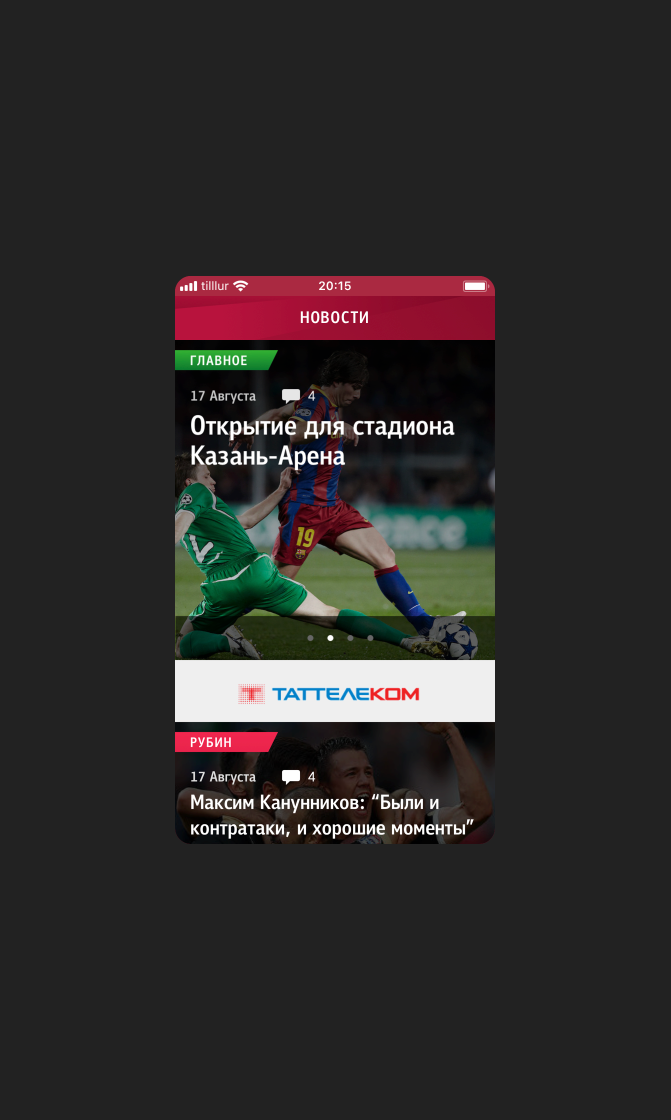 tilllur 20:15
НОВОСТИ
ГЛАВНОЕ
17 Августа 4
Открытие для стадиона
Казань-Арена
19
Т ТАТТЕЛЕКОМ
РУБИН
17 Августа 4
Максим Канунников: “Были и
контратаки, и хорошие моменты”